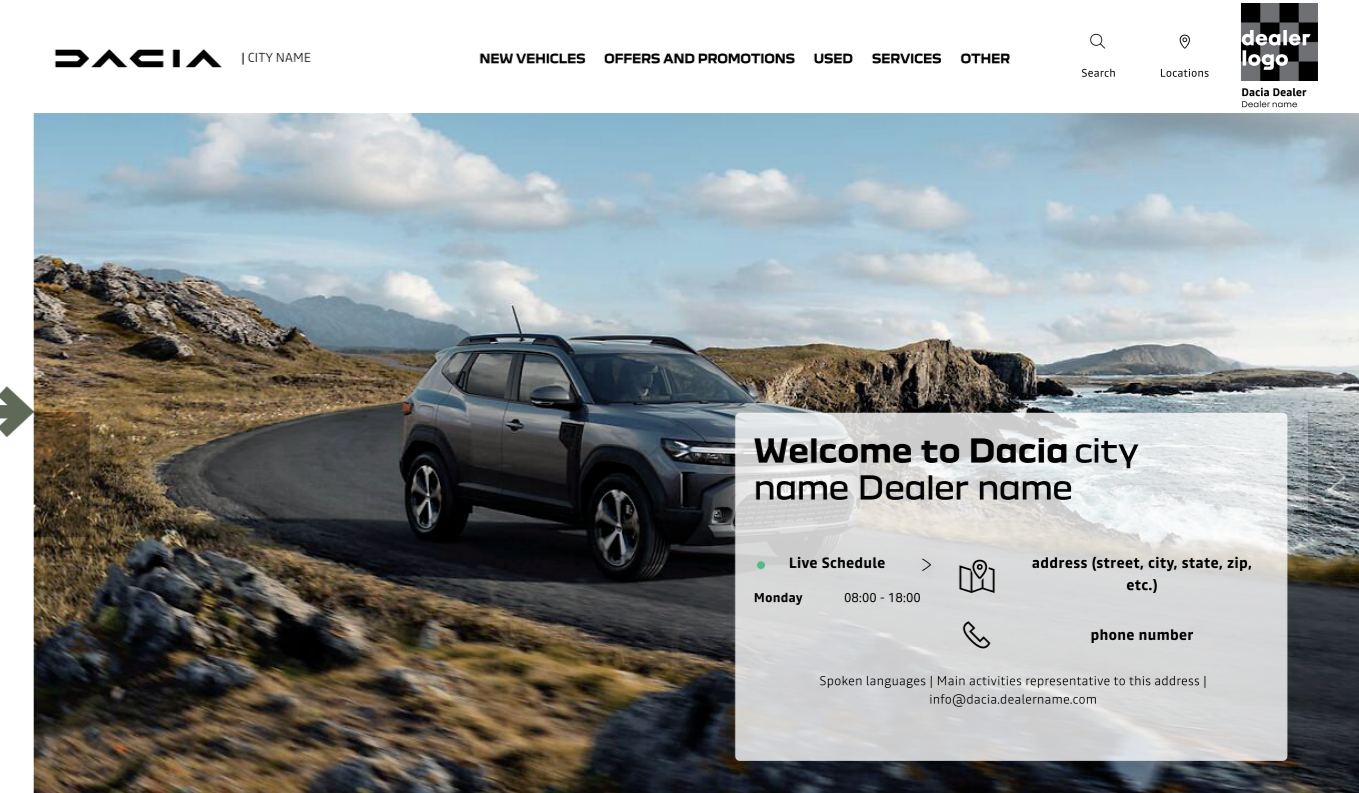 DACIA | CITY NAME
NEW VEHICLES OFFERS AND PROMOTIONS USED SERVICES OTHER
Search
Locations
dealer
logo
Dacia Dealer
Dealer name
Welcome to Dacia city
name Dealer name
Live Schedule >
Monday 08:00 - 18:00
address (street, city, state, zip,
etc.)
phone number
Spoken languages | Main activities representative to this address |
info@dacia.dealername.com